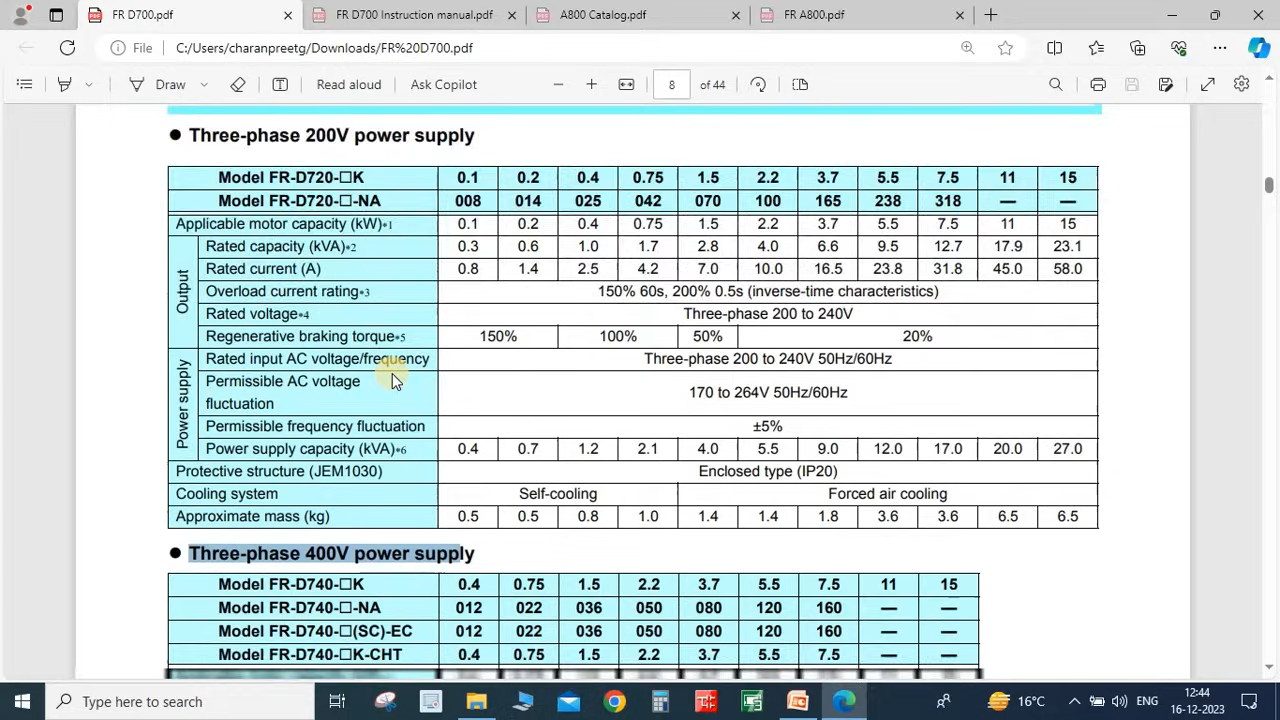 FR D700.pdf
FR D700 Instruction manual.pdf
A800 Catalog.pdf
FR A800.pdf
File C:/Users/charanpreetg/Downloads/FR%20D700.pdf
Draw Read aloud Ask Copilot 8 of 44
● Three-phase 200V power supply
Model FR-D720-□K 0.1 0.2 0.4 0.75 1.5 2.2 3.7 5.5 7.5 11 15
Model FR-D720-□-NA 008 014 025 042 070 100 165 238 318 — —
Applicable motor capacity (kW)*1 0.1 0.2 0.4 0.75 1.5 2.2 3.7 5.5 7.5 11 15
Output
Rated capacity (kVA)*2 0.3 0.6 1.0 1.7 2.8 4.0 6.6 9.5 12.7 17.9 23.1
Rated current (A) 0.8 1.4 2.5 4.2 7.0 10.0 16.5 23.8 31.8 45.0 58.0
Overload current rating*3 150% 60s, 200% 0.5s (inverse-time characteristics)
Rated voltage*4 Three-phase 200 to 240V
Regenerative braking torque*5 150% 100% 50% 20%
Power supply
Rated input AC voltage/frequency Three-phase 200 to 240V 50Hz/60Hz
Permissible AC voltage
fluctuation 170 to 264V 50Hz/60Hz
Permissible frequency fluctuation ±5%
Power supply capacity (kVA)*6 0.4 0.7 1.2 2.1 4.0 5.5 9.0 12.0 17.0 20.0 27.0
Protective structure (JEM1030) Enclosed type (IP20)
Cooling system Self-cooling Forced air cooling
Approximate mass (kg) 0.5 0.5 0.8 1.0 1.4 1.4 1.8 3.6 3.6 6.5 6.5
● Three-phase 400V power supply
Model FR-D740-□K 0.4 0.75 1.5 2.2 3.7 5.5 7.5 11 15
Model FR-D740-□-NA 012 022 036 050 080 120 160 — —
Model FR-D740-□(SC)-EC 012 022 036 050 080 120 160 — —
Model FR-D740-□K-CHT 0.4 0.75 1.5 2.2 3.7 5.5 7.5 — —
Type here to search
16°C
ENG
12:44
16-12-2023